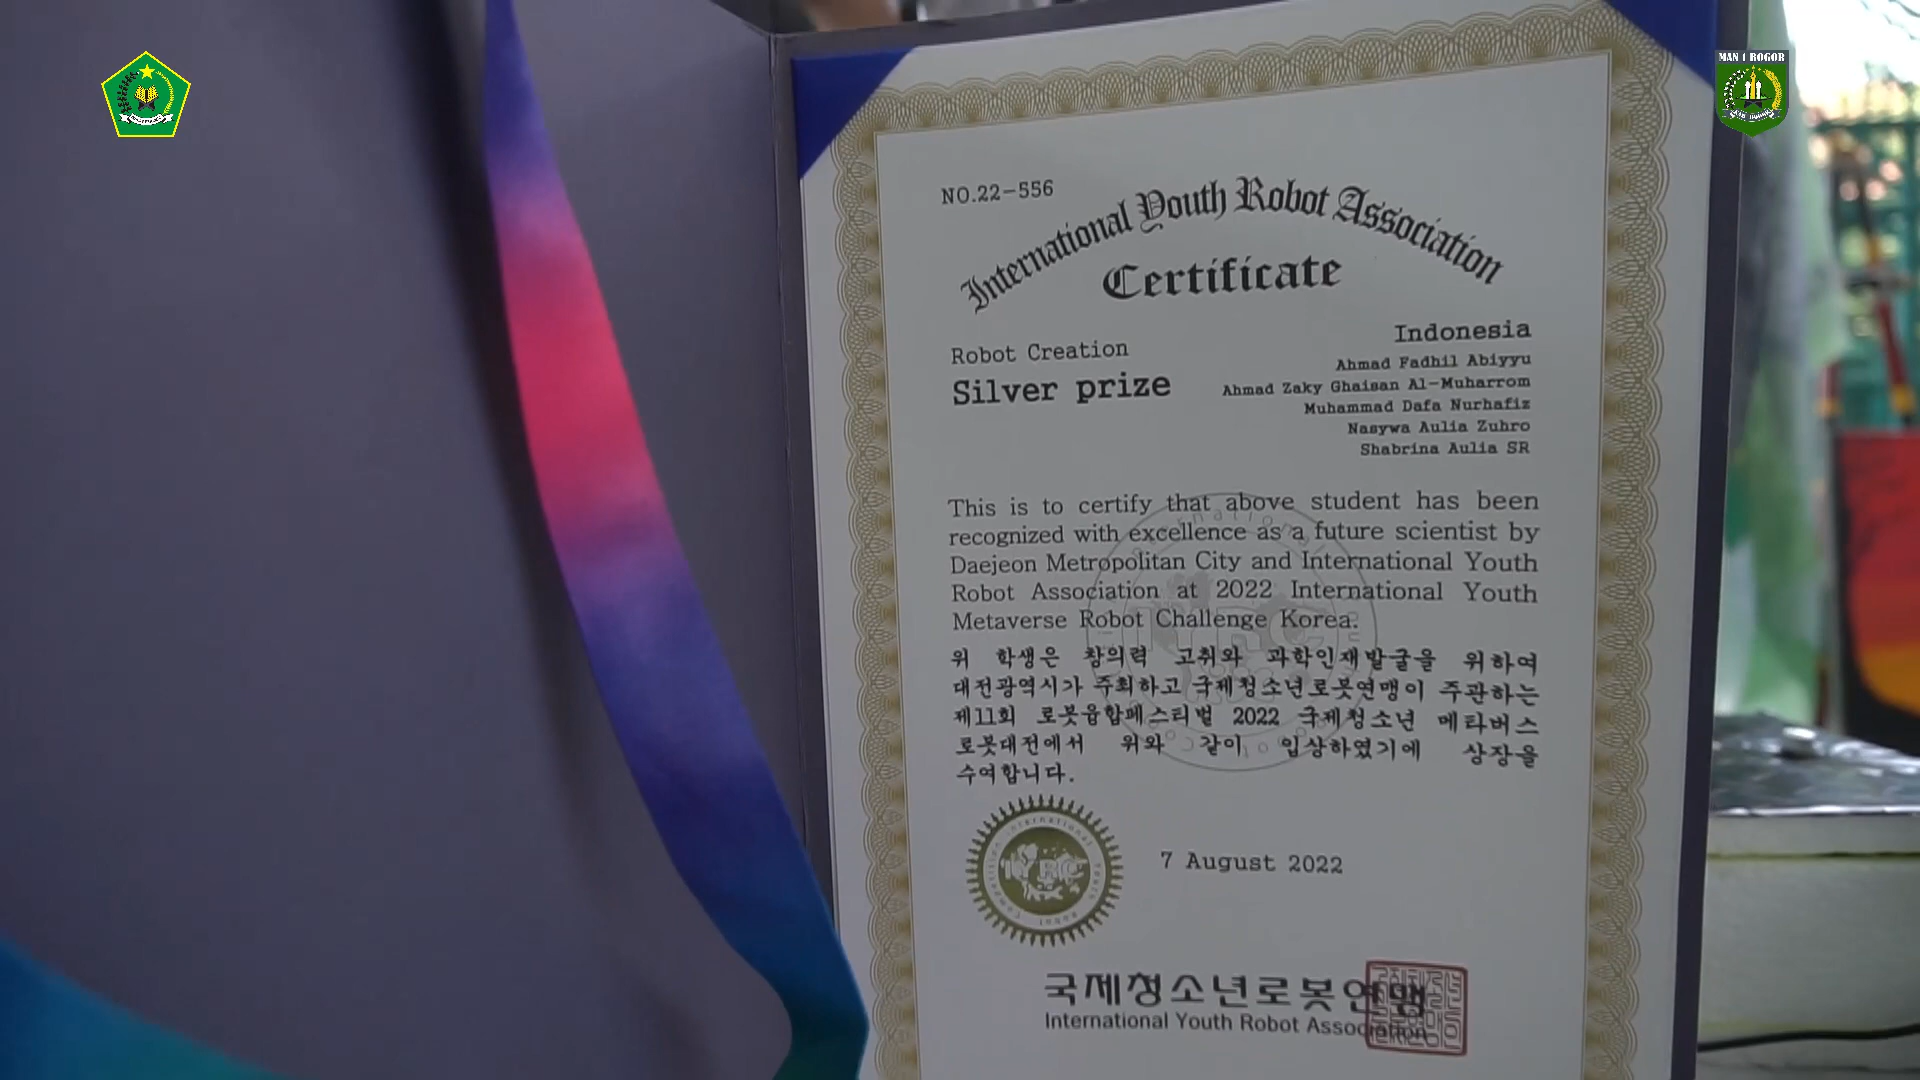 MAN 1 BOGOR
NO.22-556
International Youth Robot Association
Certificate
Robot Creation
Silver prize
Indonesia
Ahmad Fadhil Abiyyu
Ahmad Zaky Ghaisan Al-Muharrom
Muhammad Dafa Nurhafiz
Nasywa Aulia Zuhro
Shabrina Aulia SR
This is to certify that above student has been
recognized with excellence as a future scientist by
Daejeon Metropolitan City and International Youth
Robot Association at 2022 International Youth
Metaverse Robot Challenge Korea.
위 학생은 창의력 고취와 과학인재발굴을 위하여
대전광역시가 주최하고 국제청소년로봇연맹이 주관하는
제11회 로봇융합페스티벌 2022 국제청소년 메타버스
로봇대전에서 위와 같이 입상하였기에 상장을
수여합니다.
International Youth Robot Competition
IYRC
7 August 2022
국제청소년로봇연맹
International Youth Robot Association